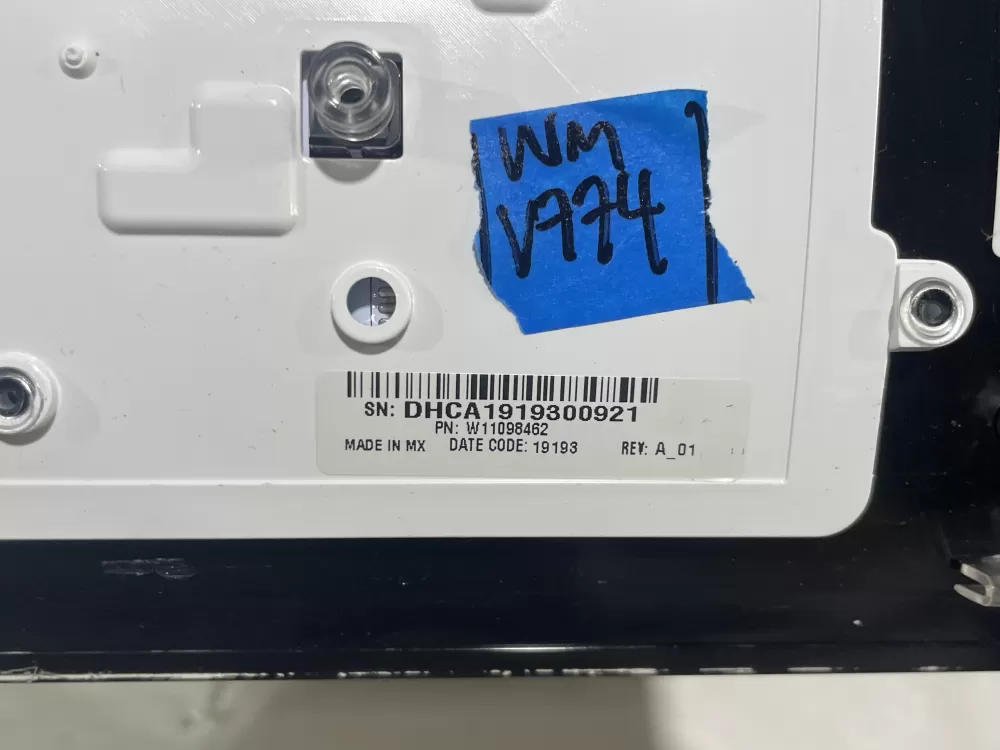 WM
V774
SN: DHCA1919300921
PN: W11098462
MADE IN MX DATE CODE: 19193 REV: A_01